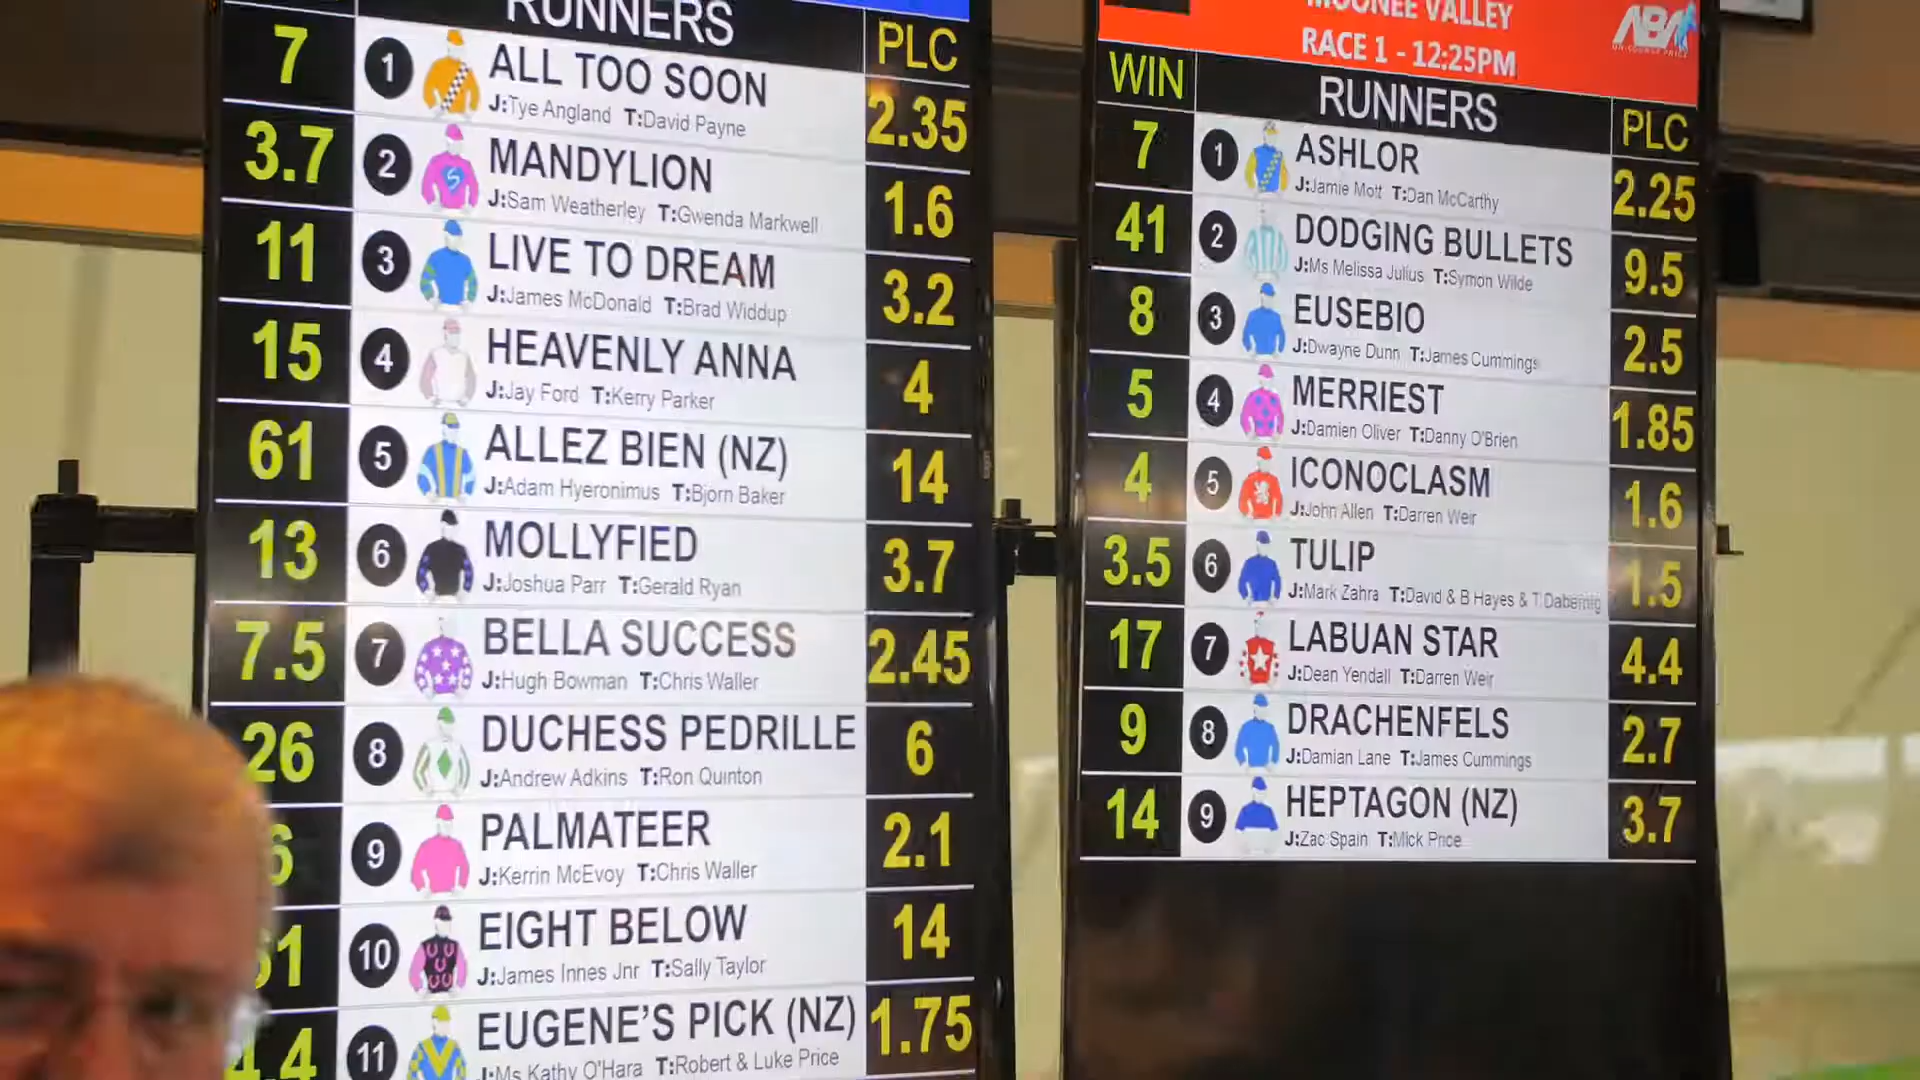 RUNNERS
PLC
7 1 ALL TOO SOON 2.35
J:Tye Angland T:David Payne
3.7 2 MANDYLION 1.6
J:Sam Weatherley T:Gwenda Markwell
11 3 LIVE TO DREAM 3.2
J:James McDonald T:Brad Widdup
15 4 HEAVENLY ANNA 4
J:Jay Ford T:Kerry Parker
61 5 ALLEZ BIEN (NZ) 14
J:Adam Hyeronimus T:Bjorn Baker
13 6 MOLLYFIED 3.7
J:Joshua Parr T:Gerald Ryan
7.5 7 BELLA SUCCESS 2.45
J:Hugh Bowman T:Chris Waller
26 8 DUCHESS PEDRILLE 6
J:Andrew Adkins T:Ron Quinton
6 9 PALMATEER 2.1
J:Kerrin McEvoy T:Chris Waller
10 EIGHT BELOW 14
J:James Innes Jnr T:Sally Taylor
11 EUGENE'S PICK (NZ) 1.75
J:Ms Kathy O'Hara T:Robert & Luke Price
MOONEE VALLEY
RACE 1 - 12:25PM
ABA
WIN RUNNERS PLC
7 1 ASHLOR 2.25
J:Jamie Mott T:Dan McCarthy
41 2 DODGING BULLETS 9.5
J:Ms Melissa Julius T:Symon Wilde
8 3 EUSEBIO 2.5
J:Dwayne Dunn T:James Cummings
5 4 MERRIEST 1.85
J:Damien Oliver T:Danny O'Brien
4 5 ICONOCLASM 1.6
J:John Allen T:Darren Weir
3.5 6 TULIP 1.5
J:Mark Zahra T:David & B Hayes & T Dabernig
17 7 LABUAN STAR 4.4
J:Dean Yendall T:Darren Weir
9 8 DRACHENFELS 2.7
J:Damian Lane T:James Cummings
14 9 HEPTAGON (NZ) 3.7
J:Zac Spain T:Mick Price